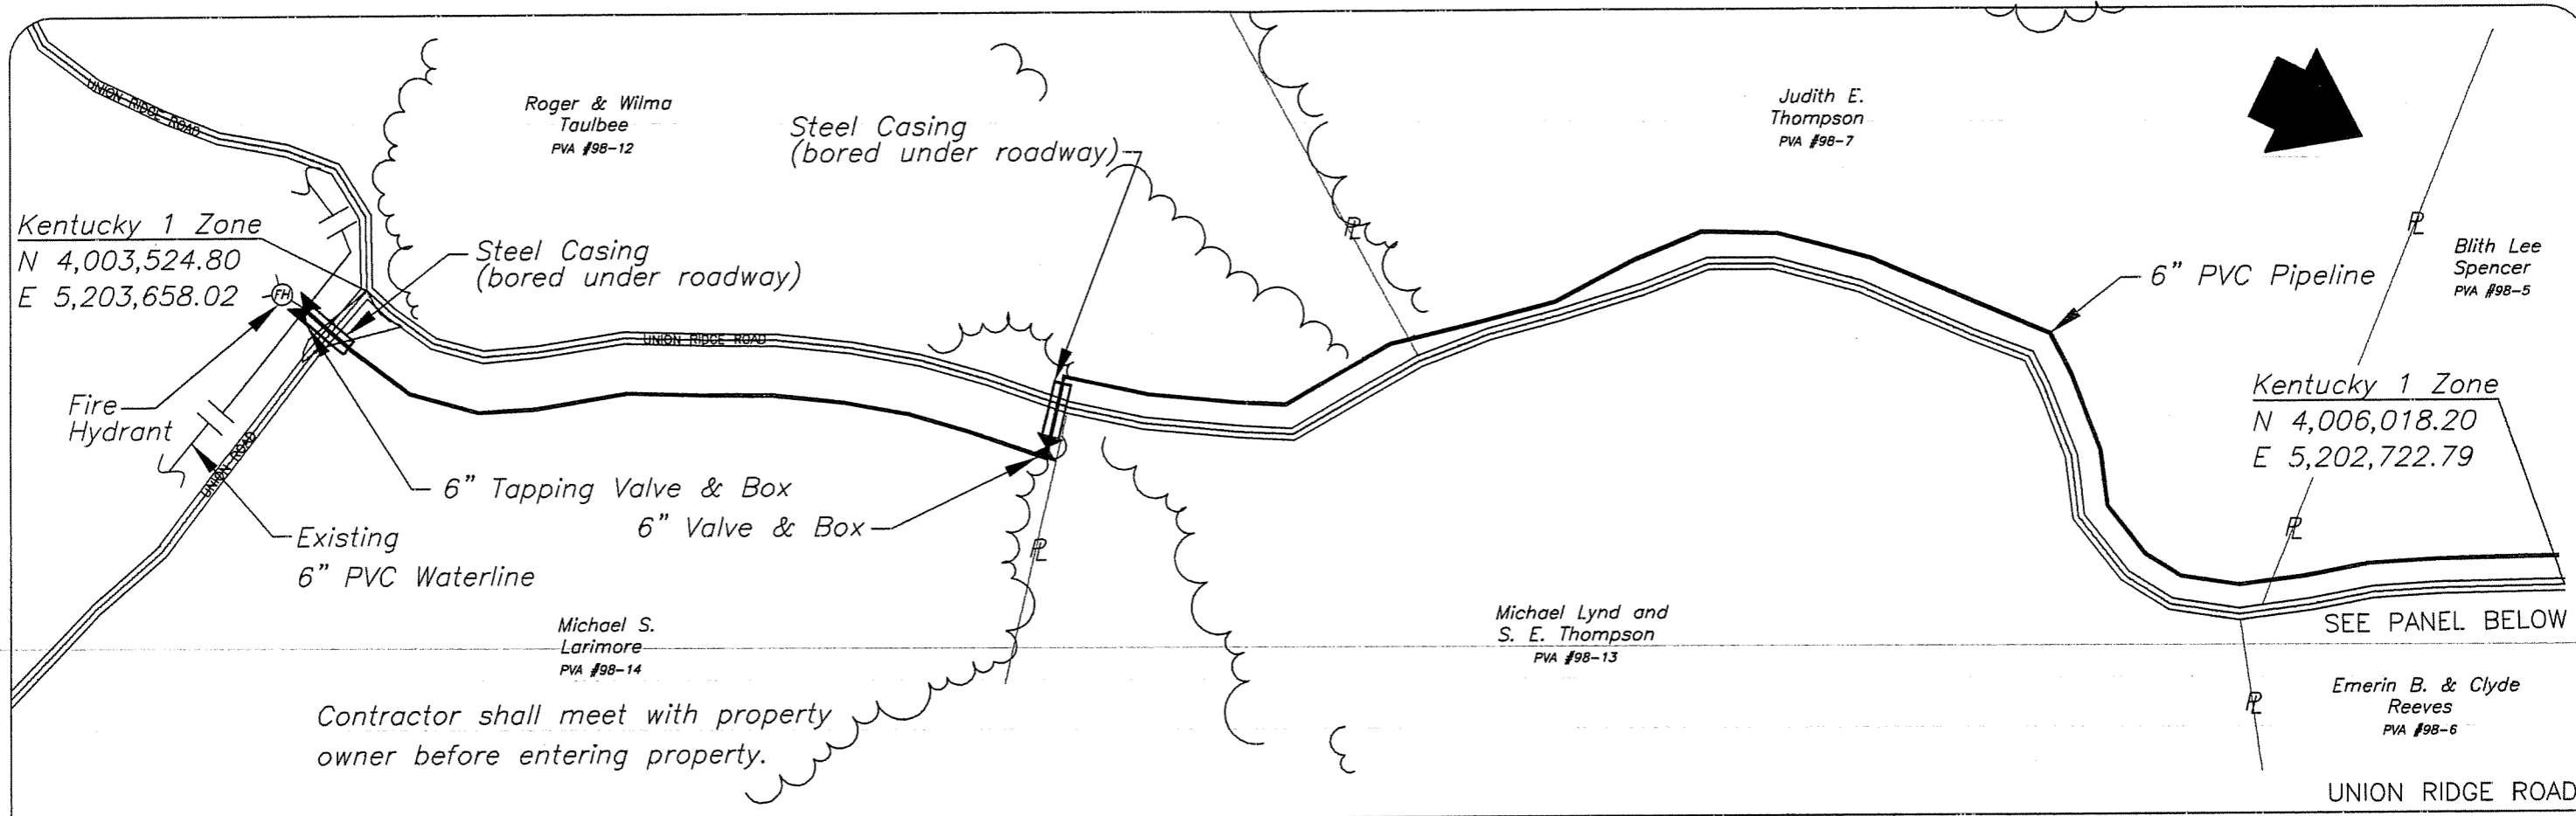 UNION RIDGE ROAD
Roger & Wilma
Taulbee
PVA #98-12
Steel Casing
(bored under roadway)
Judith E.
Thompson
PVA #98-7
Kentucky 1 Zone
N 4,003,524.80
E 5,203,658.02
FH
Steel Casing
(bored under roadway)
PL
PL
Blith Lee
Spencer
PVA #98-5
6" PVC Pipeline
UNION RIDGE ROAD
Fire
Hydrant
UNION ROAD
Kentucky 1 Zone
N 4,006,018.20
E 5,202,722.79
6" Tapping Valve & Box
6" Valve & Box
PL
PL
Existing
6" PVC Waterline
Michael S.
Larimore
PVA #98-14
Michael Lynd and
S. E. Thompson
PVA #98-13
SEE PANEL BELOW
Emerin B. & Clyde
Reeves
PVA #98-6
PL
Contractor shall meet with property
owner before entering property.
UNION RIDGE ROAD